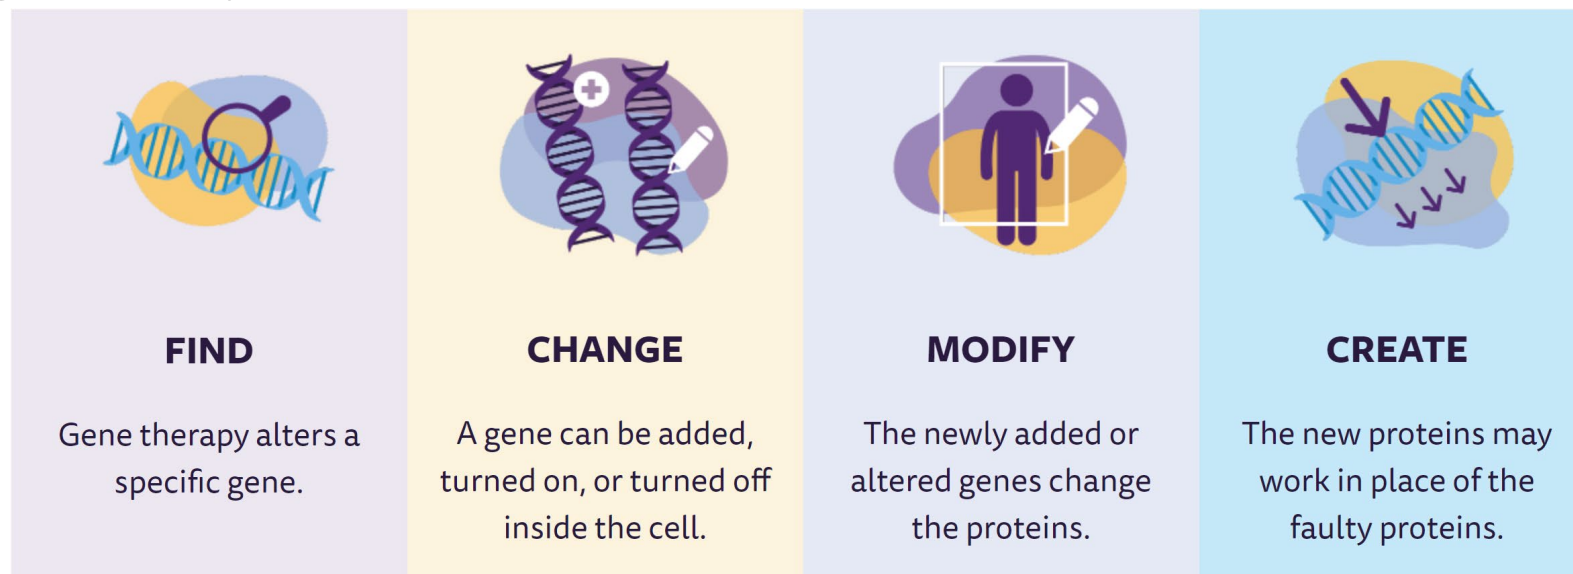 FIND
Gene therapy alters a
specific gene.
CHANGE
A gene can be added,
turned on, or turned off
inside the cell.
MODIFY
The newly added or
altered genes change
the proteins.
CREATE
The new proteins may
work in place of the
faulty proteins.